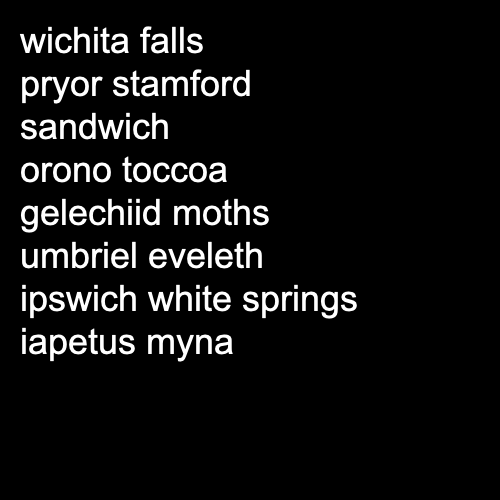 wichita falls
pryor stamford
sandwich
orono toccoa
gelechiid moths
umbriel eveleth
ipswich white springs
iapetus myna